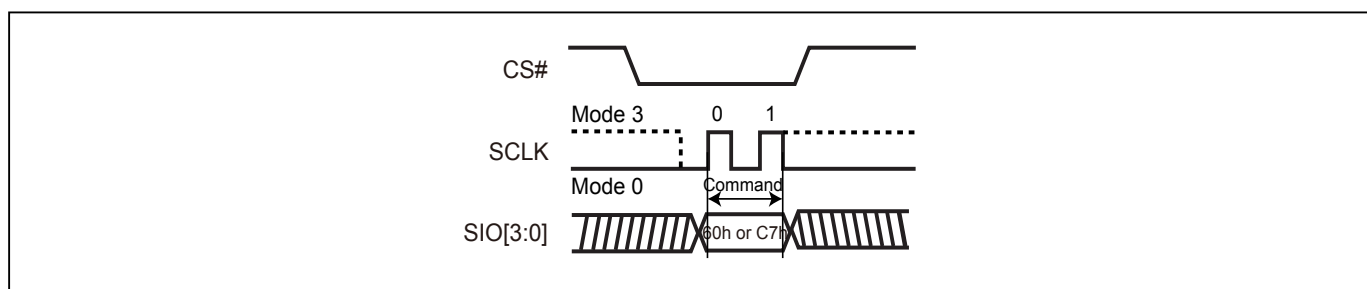 CS#
Mode 3 0 1
SCLK
Mode 0 Command
SIO[3:0] 60h or C7h